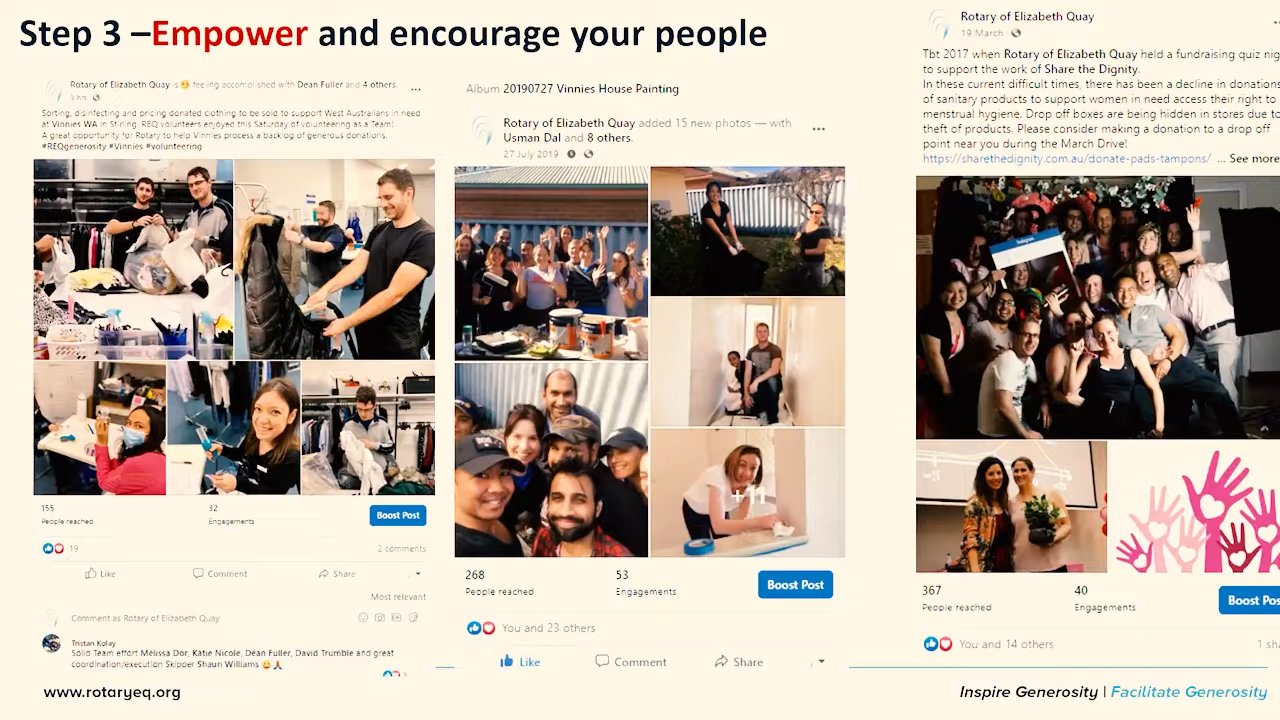 Step 3 –Empower and encourage your people
Rotary of Elizabeth Quay is feeling accomplished with Dean Fuller and 4 others.
3 hrs
Sorting, disinfecting and pricing donated clothing to be sold to support West Australians in need
at Vinnies WA in Stirling. REQ volunteers enjoyed this Saturday of volunteering as a Team!
A great opportunity for Rotary to help Vinnies process a backlog of generous donations.
#REQgenerosity #Vinnies #volunteering
155
People reached
32
Engagements
Boost Post
19
2 comments
Like
Comment
Share
Most relevant
Comment as Rotary of Elizabeth Quay
Tristan Kolay
Solid Team effort Melissa Dor, Katie Nicole, Dean Fuller, David Trumble and great
coordination/execution Skipper Shaun Williams
Album 20190727 Vinnies House Painting
Rotary of Elizabeth Quay added 15 new photos — with
Usman Dal and 8 others.
27 July 2019
+11
268
People reached
53
Engagements
Boost Post
You and 23 others
Like
Comment
Share
Rotary of Elizabeth Quay
19 March
Tbt 2017 when Rotary of Elizabeth Quay held a fundraising quiz nig
to support the work of Share the Dignity.
In these current difficult times, there has been a decline in donations
of sanitary products to support women in need access their right to
menstrual hygiene. Drop off boxes are being hidden in stores due to
theft of products. Please consider making a donation to a drop off
point near you during the March Drive!
https://sharethedignity.com.au/donate-pads-tampons/ ... See more
Instagram
367
People reached
40
Engagements
Boost Pos
You and 14 others
1 sha
www.rotaryeq.org
Inspire Generosity | Facilitate Generosity